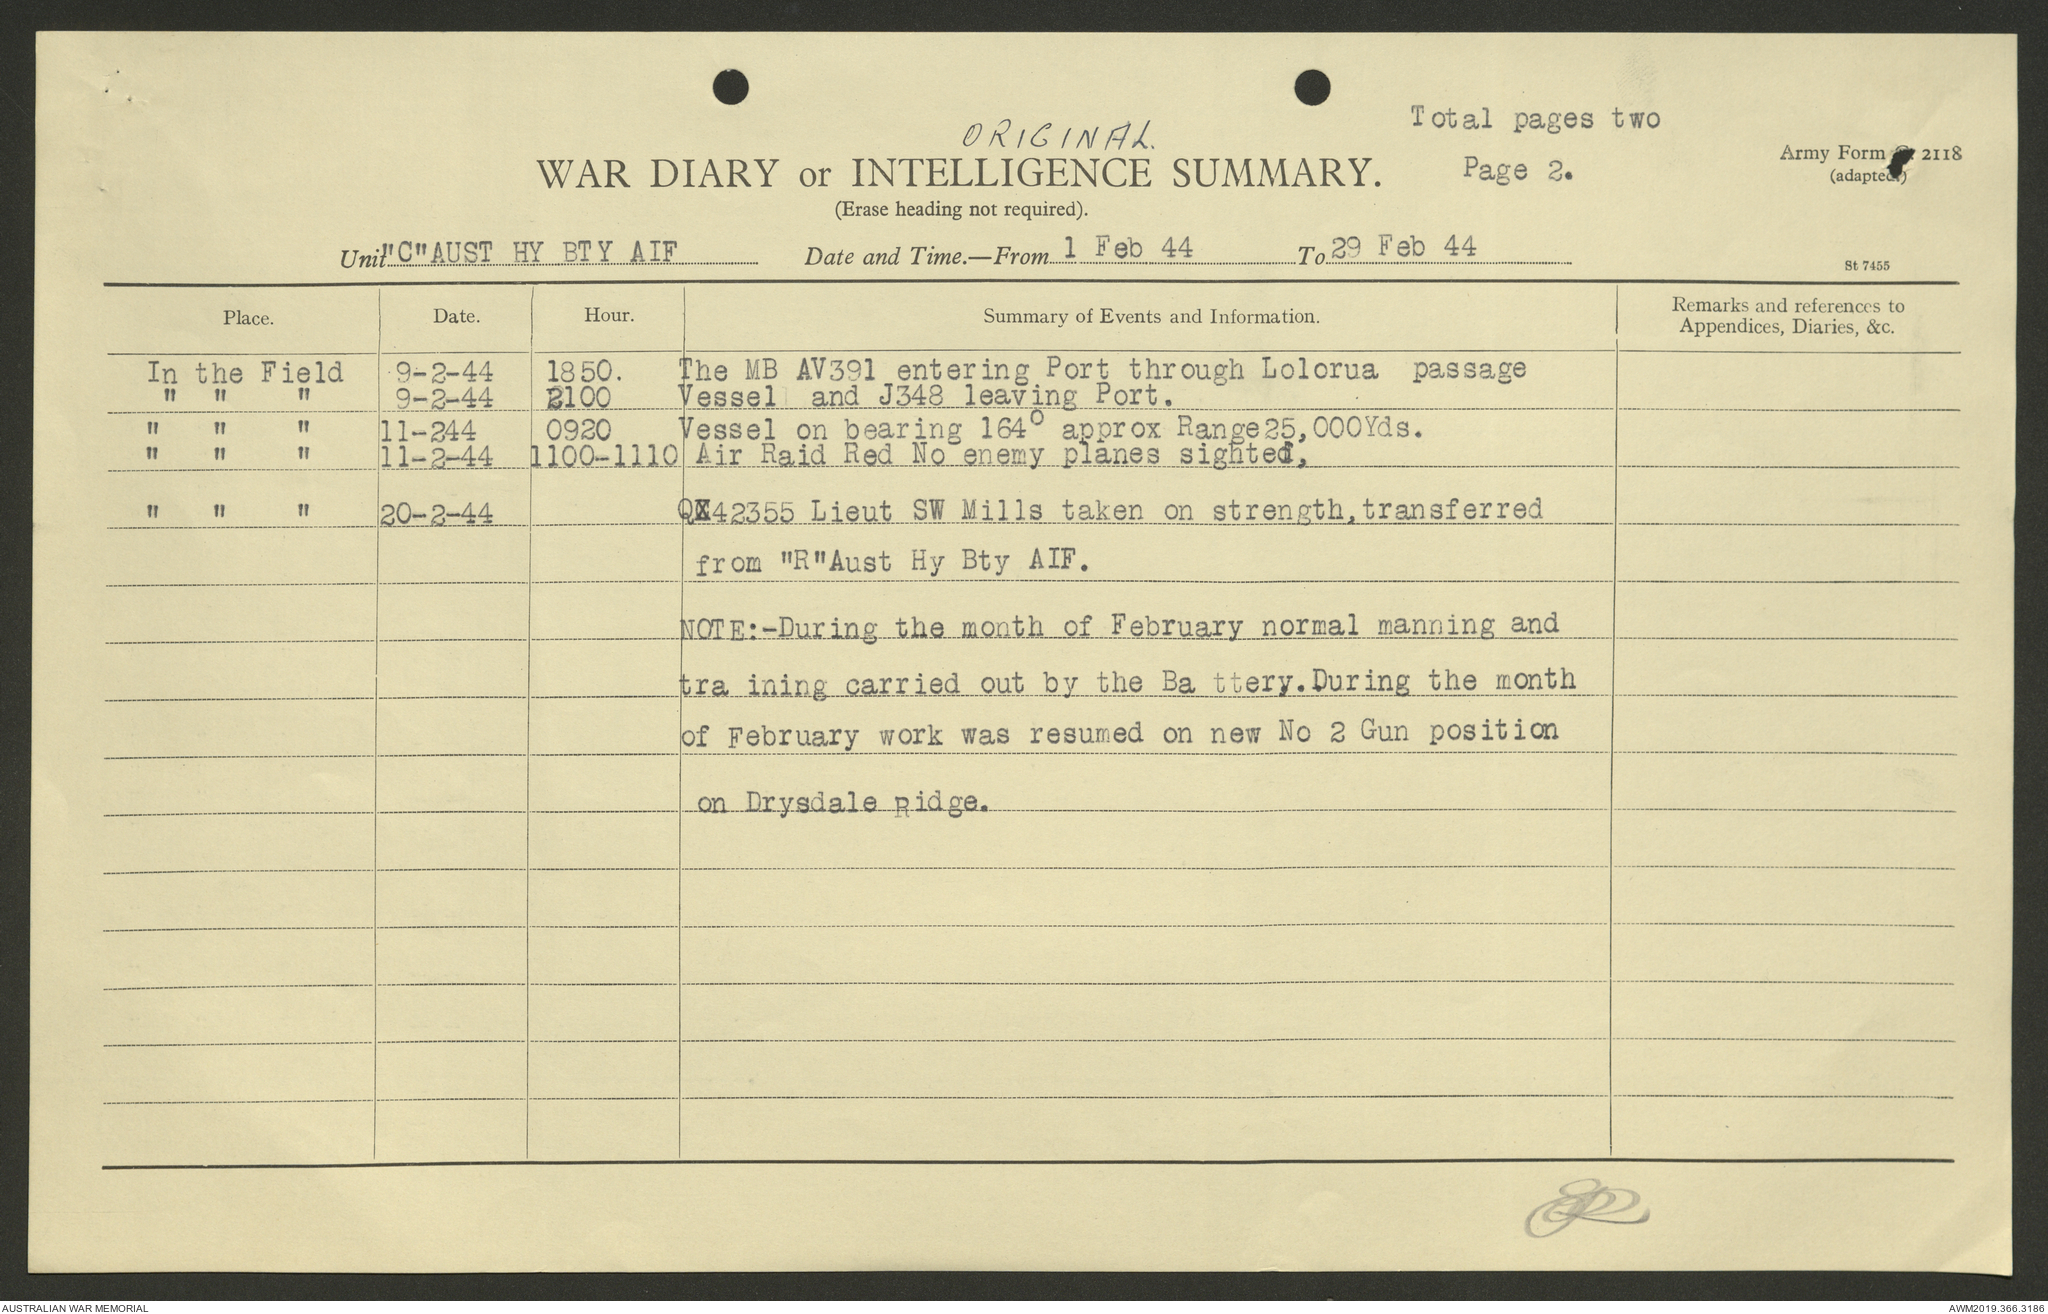 Total pages two
ORIGINAL.
WAR DIARY or INTELLIGENCE SUMMARY.
Page 2.
Army Form 2118
(adapted.)
(Erase heading not required).
Unit "C"AUST HY BTY AIF Date and Time.—From 1 Feb 44 To 29 Feb 44
St 7455
Place. Date. Hour. Summary of Events and Information. Remarks and references to
Appendices, Diaries, &c.
In the Field 9-2-44 1850. The MB AV391 entering Port through Lolorua passage
" " " 9-2-44 2100 Vessel and J348 leaving Port.
" " " 11-244 0920 Vessel on bearing 164° approx Range25,000Yds.
" " " 11-2-44 1100-1110 Air Raid Red No enemy planes sighted,
" " " 20-2-44 QX42355 Lieut SW Mills taken on strength,transferred
from "R"Aust Hy Bty AIF.
NOTE:-During the month of February normal manning and
tra ining carried out by the Ba ttery.During the month
of February work was resumed on new No 2 Gun position
on Drysdale Ridge.
AUSTRALIAN WAR MEMORIAL AWM2019.366.3186